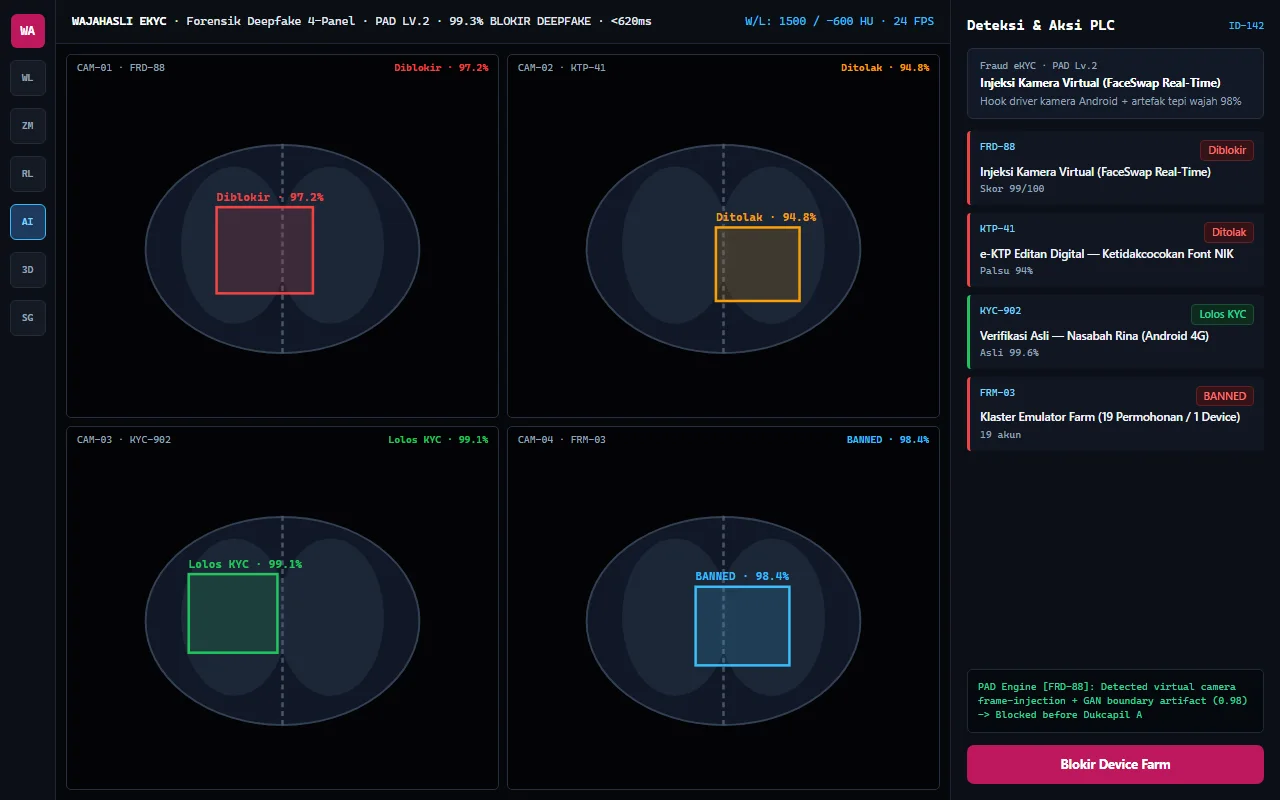 WA
WAJAHASLI EKYC · Forensik Deepfake 4-Panel · PAD LV.2 · 99.3% BLOKIR DEEPFAKE · <620ms
W/L: 1500 / -600 HU · 24 FPS
WL
ZM
RL
AI
3D
SG
CAM-01 · FRD-88
Diblokir · 97.2%
Diblokir · 97.2%
CAM-02 · KTP-41
Ditolak · 94.8%
Ditolak · 94.8%
CAM-03 · KYC-902
Lolos KYC · 99.1%
Lolos KYC · 99.1%
CAM-04 · FRM-03
BANNED · 98.4%
BANNED · 98.4%
Deteksi & Aksi PLC
ID-142
Fraud eKYC · PAD Lv.2
Injeksi Kamera Virtual (FaceSwap Real-Time)
Hook driver kamera Android + artefak tepi wajah 98%
FRD-88
Diblokir
Injeksi Kamera Virtual (FaceSwap Real-Time)
Skor 99/100
KTP-41
Ditolak
e-KTP Editan Digital — Ketidakcocokan Font NIK
Palsu 94%
KYC-902
Lolos KYC
Verifikasi Asli — Nasabah Rina (Android 4G)
Asli 99.6%
FRM-03
BANNED
Klaster Emulator Farm (19 Permohonan / 1 Device)
19 akun
PAD Engine [FRD-88]: Detected virtual camera
frame-injection + GAN boundary artifact (0.98)
-> Blocked before Dukcapil A
Blokir Device Farm